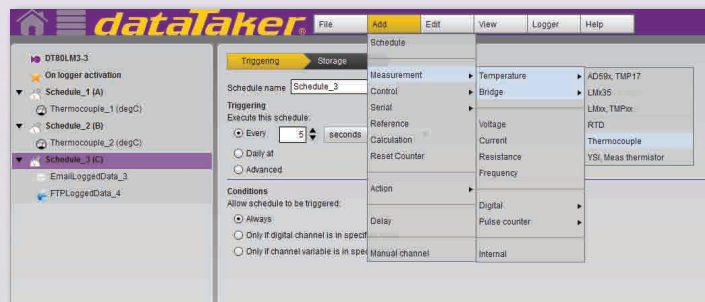 dataTaker
File
Add
Edit
View
Logger
Help
DT80LM3-3
On logger activation
Schedule_1 (A)
Thermocouple_1 (degC)
Schedule_2 (B)
Thermocouple_2 (degC)
Schedule_3 (C)
EmailLoggedData_3
FTPLoggedData_4
Triggering
Storage
Schedule name Schedule_3
Triggering
Execute this schedule:
Every 5 seconds
Daily at
Advanced
Conditions
Allow schedule to be triggered:
Always
Only if digital channel is in specif
Only if channel variable is in spe
Schedule
Measurement
Control
Serial
Reference
Calculation
Reset Counter
Action
Delay
Manual channel
Temperature
Bridge
Voltage
Current
Resistance
Frequency
Digital
Pulse counter
Internal
AD59x, TMP17
LMx35
LMxx, TMPxx
RTD
Thermocouple
YSI, Meas thermistor